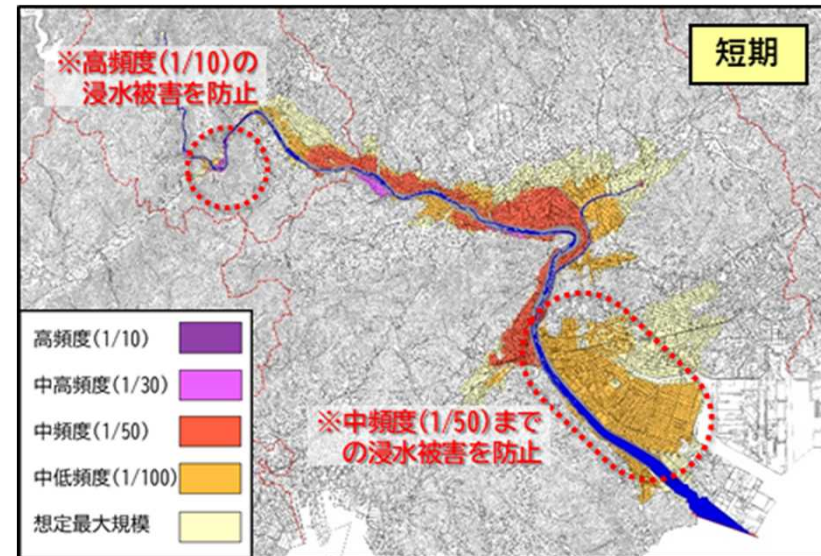 短期
※高頻度(1/10)の
浸水被害を防止
高頻度(1/10)
中高頻度(1/30)
中頻度(1/50)
中低頻度(1/100)
想定最大規模
※中頻度(1/50)まで
の浸水被害を防止